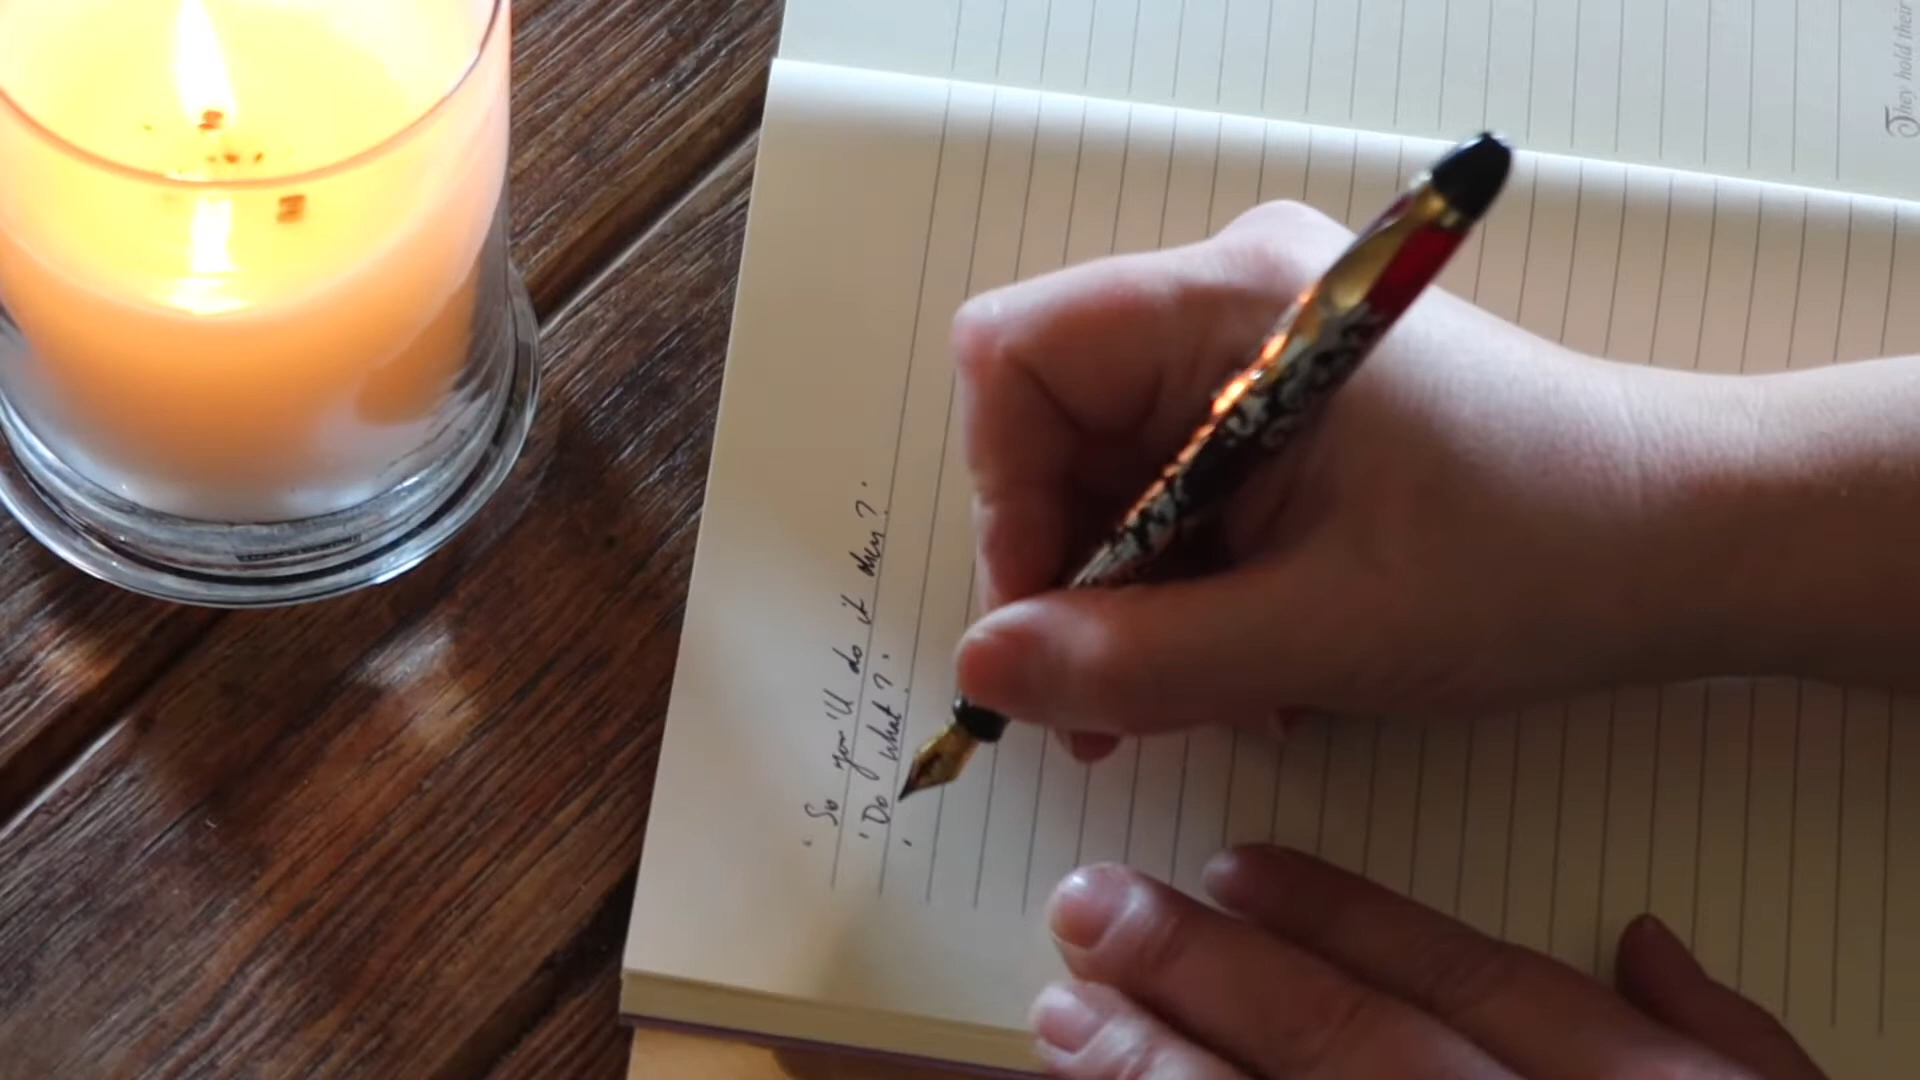 'So you'll do it then?'
'Do what?'
'
They hold their